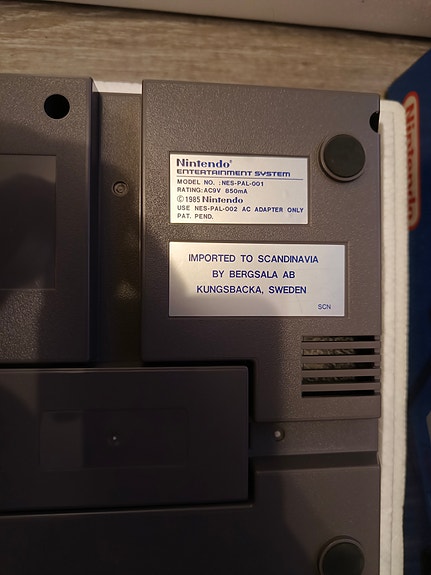 Nintendo®
ENTERTAINMENT SYSTEM
MODEL NO. :NES-PAL-001
RATING:AC9V 850mA
©1985 Nintendo
USE NES-PAL-002 AC ADAPTER ONLY
PAT. PEND.
IMPORTED TO SCANDINAVIA
BY BERGSALA AB
KUNGSBACKA, SWEDEN
SCN
Nintendo